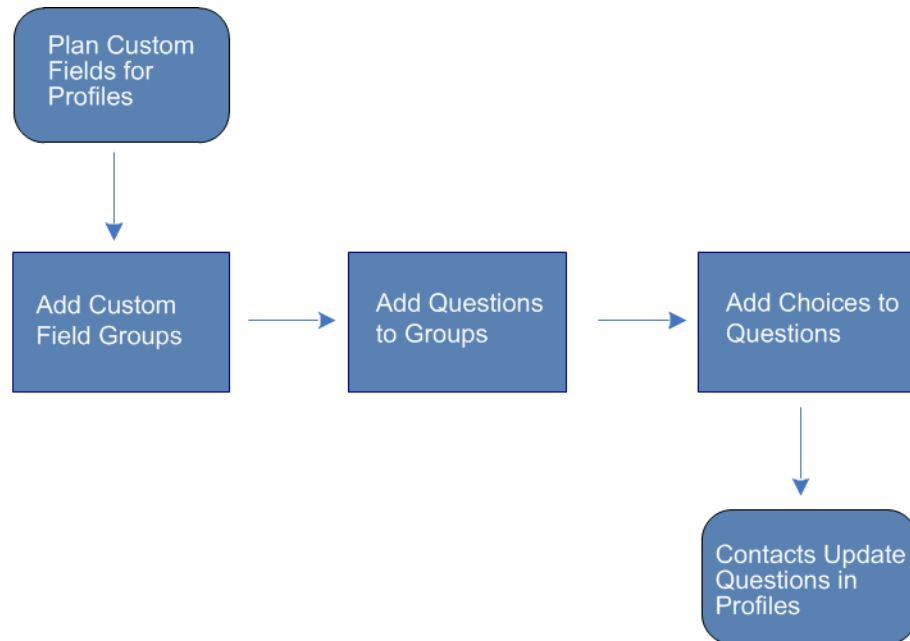 Plan Custom
Fields for
Profiles
Add Custom
Field Groups
Add Questions
to Groups
Add Choices to
Questions
Contacts Update
Questions in
Profiles